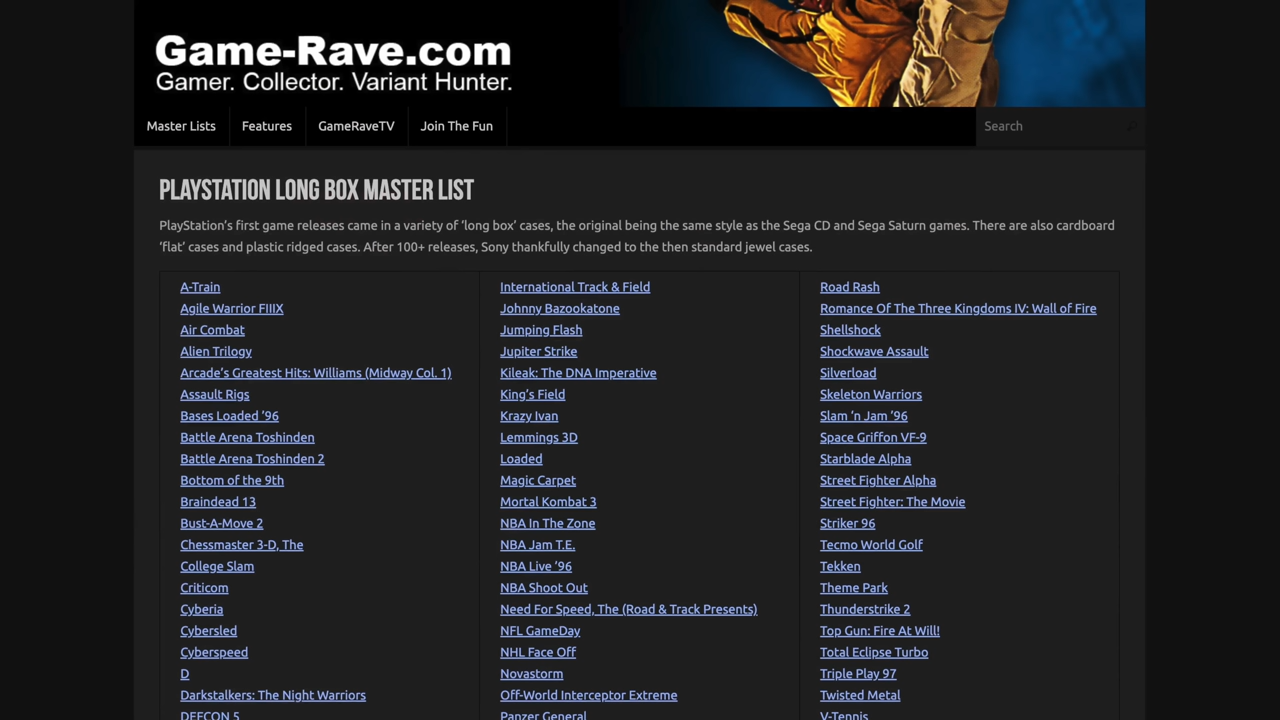 Game-Rave.com
Gamer. Collector. Variant Hunter.
Master Lists
Features
GameRaveTV
Join The Fun
Search
PLAYSTATION LONG BOX MASTER LIST
PlayStation’s first game releases came in a variety of ‘long box’ cases, the original being the same style as the Sega CD and Sega Saturn games. There are also cardboard
‘flat’ cases and plastic ridged cases. After 100+ releases, Sony thankfully changed to the then standard jewel cases.
A-Train
Agile Warrior FIIIX
Air Combat
Alien Trilogy
Arcade’s Greatest Hits: Williams (Midway Col. 1)
Assault Rigs
Bases Loaded ‘96
Battle Arena Toshinden
Battle Arena Toshinden 2
Bottom of the 9th
Braindead 13
Bust-A-Move 2
Chessmaster 3-D, The
College Slam
Criticom
Cyberia
Cybersled
Cyberspeed
D
Darkstalkers: The Night Warriors
DEFCON 5
International Track & Field
Johnny Bazookatone
Jumping Flash
Jupiter Strike
Kileak: The DNA Imperative
King’s Field
Krazy Ivan
Lemmings 3D
Loaded
Magic Carpet
Mortal Kombat 3
NBA In The Zone
NBA Jam T.E.
NBA Live ’96
NBA Shoot Out
Need For Speed, The (Road & Track Presents)
NFL GameDay
NHL Face Off
Novastorm
Off-World Interceptor Extreme
Panzer General
Road Rash
Romance Of The Three Kingdoms IV: Wall of Fire
Shellshock
Shockwave Assault
Silverload
Skeleton Warriors
Slam ’n Jam ’96
Space Griffon VF-9
Starblade Alpha
Street Fighter Alpha
Street Fighter: The Movie
Striker 96
Tecmo World Golf
Tekken
Theme Park
Thunderstrike 2
Top Gun: Fire At Will!
Total Eclipse Turbo
Triple Play 97
Twisted Metal
V-Tennis